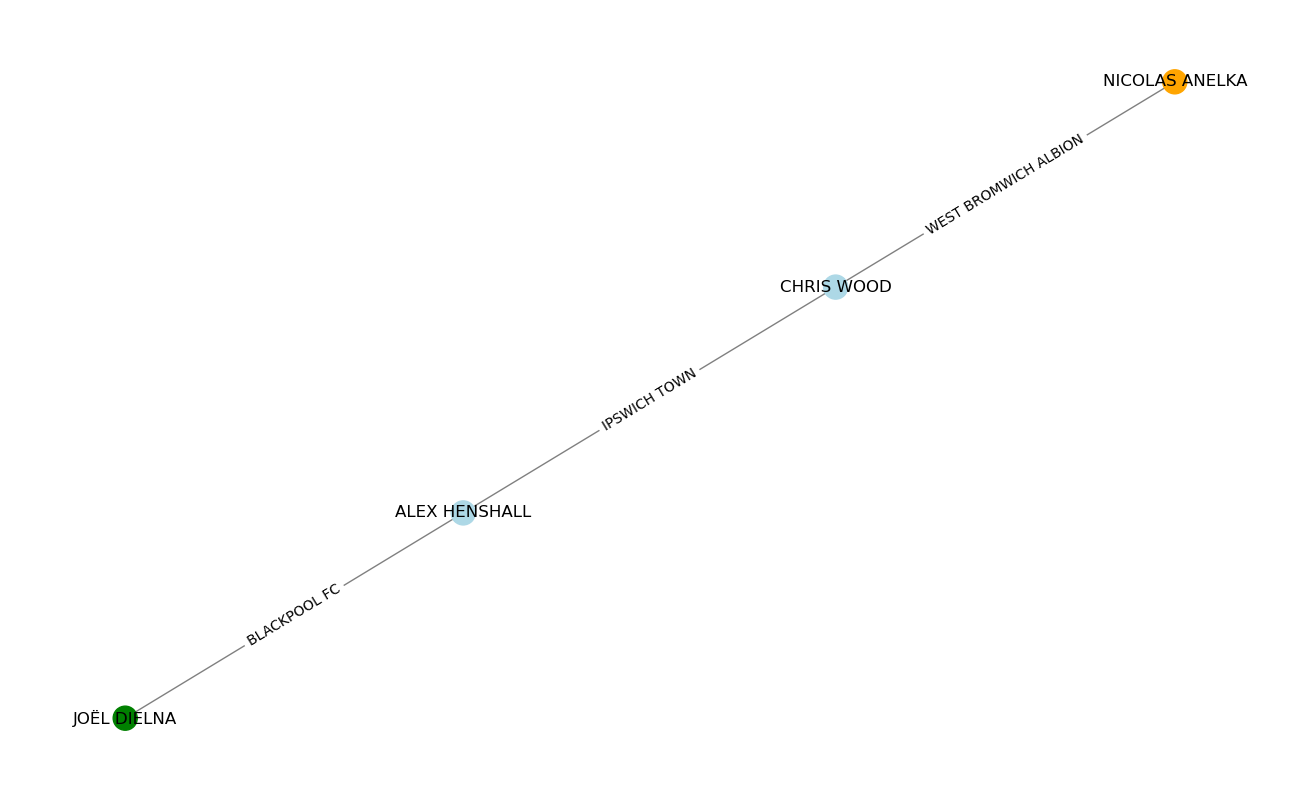 NICOLAS ANELKA
WEST BROMWICH ALBION
CHRIS WOOD
IPSWICH TOWN
ALEX HENSHALL
BLACKPOOL FC
JOËL DIELNA